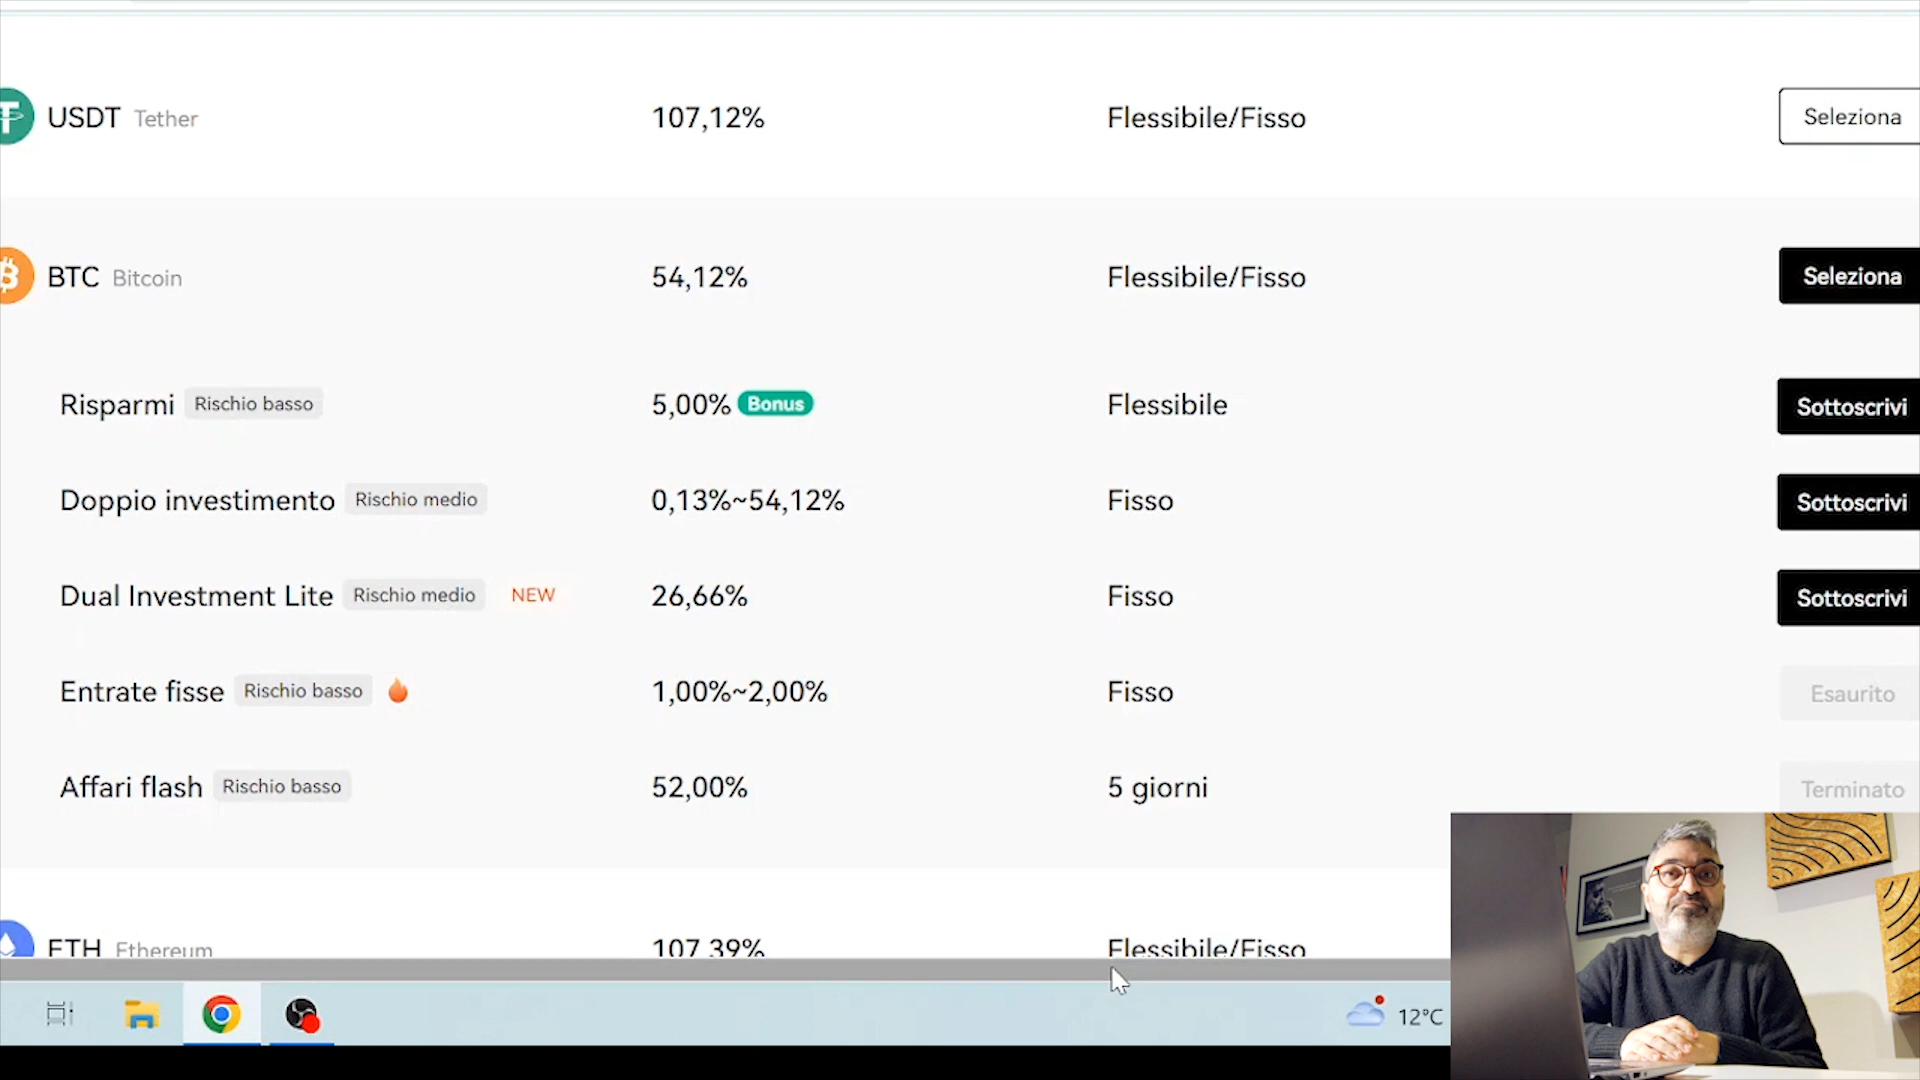 USDT Tether 107,12% Flessibile/Fisso Seleziona
BTC Bitcoin 54,12% Flessibile/Fisso Seleziona
Risparmi Rischio basso 5,00% Bonus Flessibile Sottoscrivi
Doppio investimento Rischio medio 0,13%~54,12% Fisso Sottoscrivi
Dual Investment Lite Rischio medio NEW 26,66% Fisso Sottoscrivi
Entrate fisse Rischio basso 1,00%~2,00% Fisso Esaurito
Affari flash Rischio basso 52,00% 5 giorni Terminato
ETH Ethereum 107,39% Flessibile/Fisso
12°C